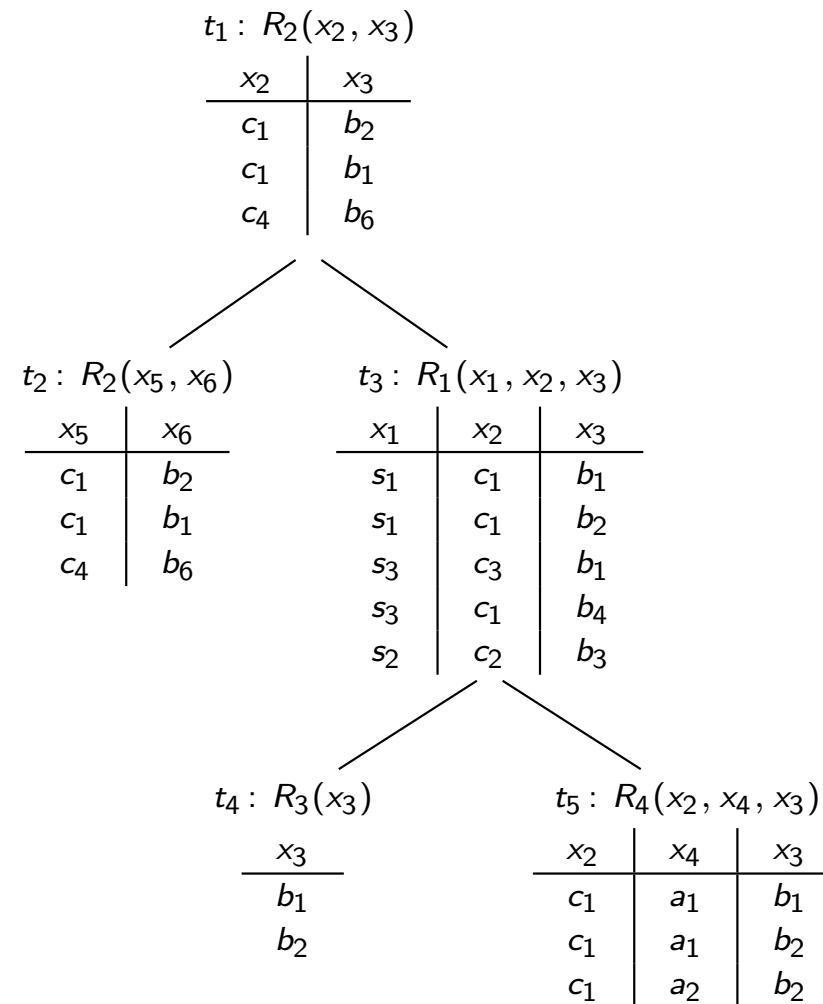 t₁ : R₂(x₂, x₃)
x₂ x₃
c₁ b₂
c₁ b₁
c₄ b₆
t₂ : R₂(x₅, x₆)
x₅ x₆
c₁ b₂
c₁ b₁
c₄ b₆
t₃ : R₁(x₁, x₂, x₃)
x₁ x₂ x₃
s₁ c₁ b₁
s₁ c₁ b₂
s₃ c₃ b₁
s₃ c₁ b₄
s₂ c₂ b₃
t₄ : R₃(x₃)
x₃
b₁
b₂
t₅ : R₄(x₂, x₄, x₃)
x₂ x₄ x₃
c₁ a₁ b₁
c₁ a₁ b₂
c₁ a₂ b₂